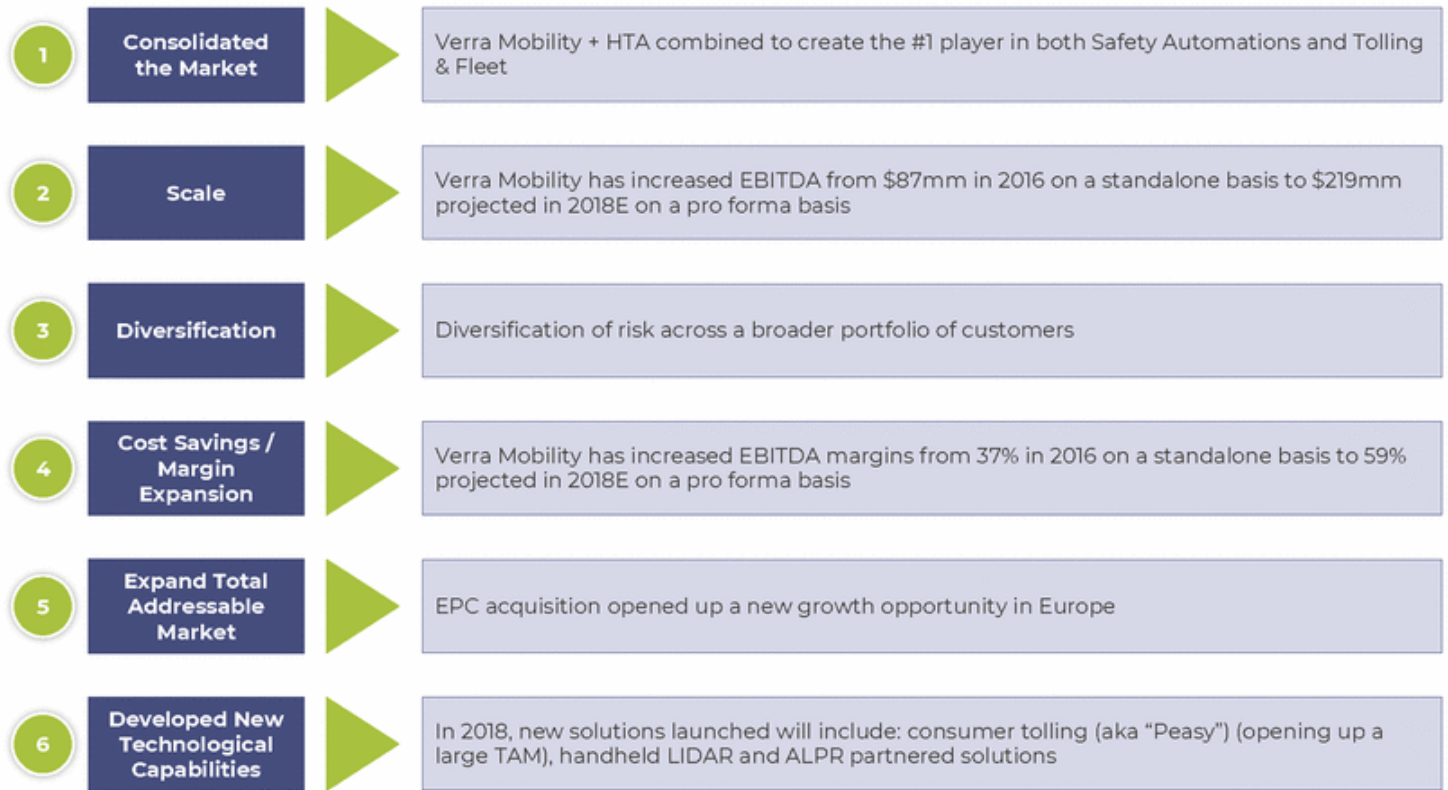 1
Consolidated
the Market
Verra Mobility + HTA combined to create the #1 player in both Safety Automations and Tolling
& Fleet
2
Scale
Verra Mobility has increased EBITDA from $87mm in 2016 on a standalone basis to $219mm
projected in 2018E on a pro forma basis
3
Diversification
Diversification of risk across a broader portfolio of customers
4
Cost Savings /
Margin
Expansion
Verra Mobility has increased EBITDA margins from 37% in 2016 on a standalone basis to 59%
projected in 2018E on a pro forma basis
5
Expand Total
Addressable
Market
EPC acquisition opened up a new growth opportunity in Europe
6
Developed New
Technological
Capabilities
In 2018, new solutions launched will include: consumer tolling (aka “Peasy”) (opening up a
large TAM), handheld LIDAR and ALPR partnered solutions